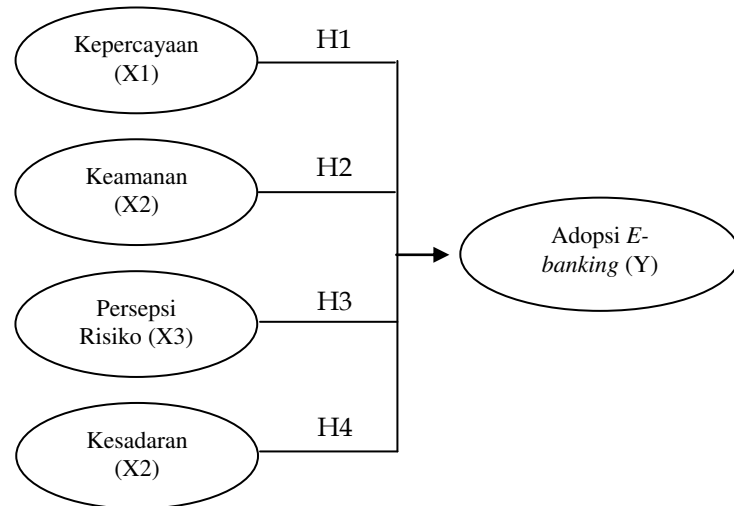 Kepercayaan
(X1)
H1
Keamanan
(X2)
H2
Persepsi
Risiko (X3)
H3
Kesadaran
(X2)
H4
Adopsi E-
banking (Y)